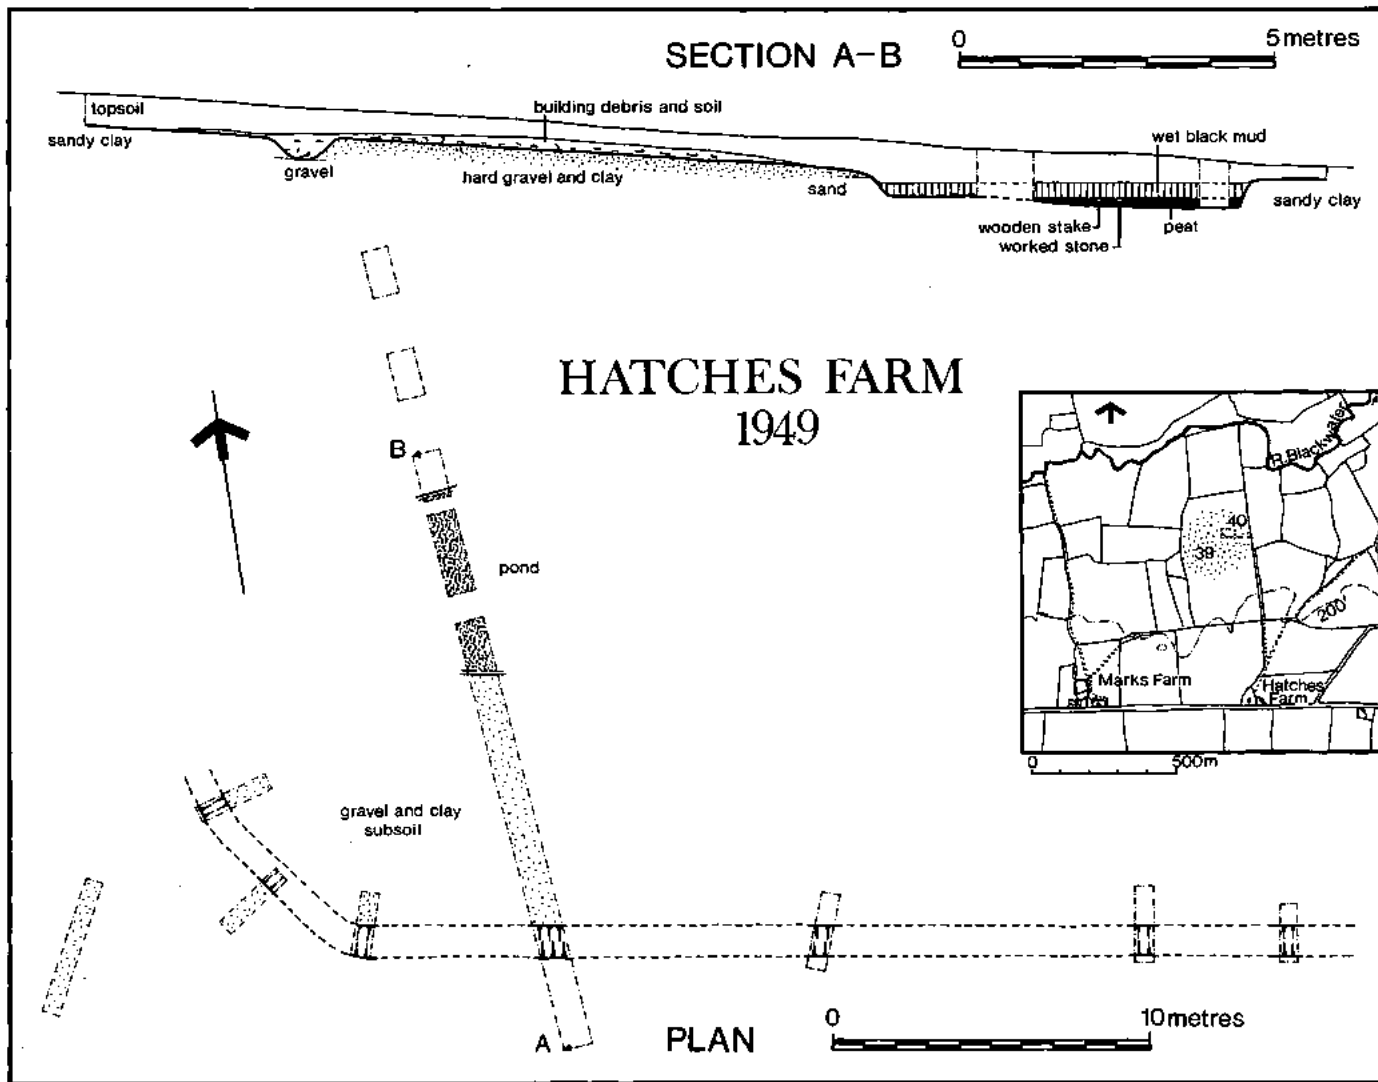 SECTION A-B
0 5 metres
topsoil
building debris and soil
sandy clay
wet black mud
gravel
hard gravel and clay
sand
sandy clay
wooden stake
peat
worked stone
HATCHES FARM
1949
B
R. Blackwater
40
39
pond
200'
Marks Farm
Hatches
Farm
0 500m
gravel and clay
subsoil
A
PLAN
0 10 metres